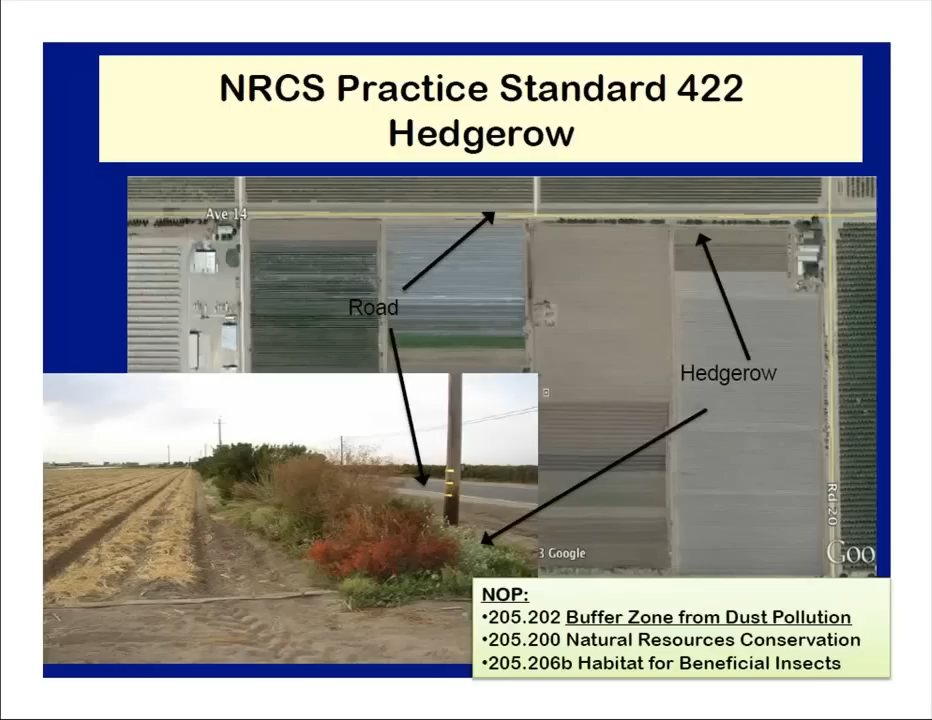 NRCS Practice Standard 422
Hedgerow
Ave 14
Road
Hedgerow
Rd 20
3 Google
Goo
NOP:
•205.202 Buffer Zone from Dust Pollution
•205.200 Natural Resources Conservation
•205.206b Habitat for Beneficial Insects